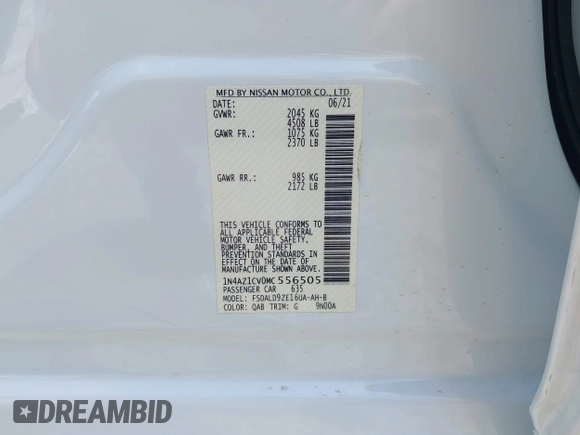 MFD BY NISSAN MOTOR CO., LTD.
DATE: 06/21
GVWR: 2045 KG
4508 LB
GAWR FR.: 1075 KG
2370 LB
GAWR RR.: 985 KG
2172 LB
THIS VEHICLE CONFORMS TO
ALL APPLICABLE FEDERAL
MOTOR VEHICLE SAFETY,
BUMPER, AND THEFT
PREVENTION STANDARDS
IN EFFECT ON THE DATE OF
MANUFACTURE SHOWN ABOVE.
1N4AZ1CV0MC 556505
PASSENGER CAR 635
MODEL: FSDALD9ZE16UA-AH-B
COLOR: QAB TRIM: G 9N00A
DREAMBID